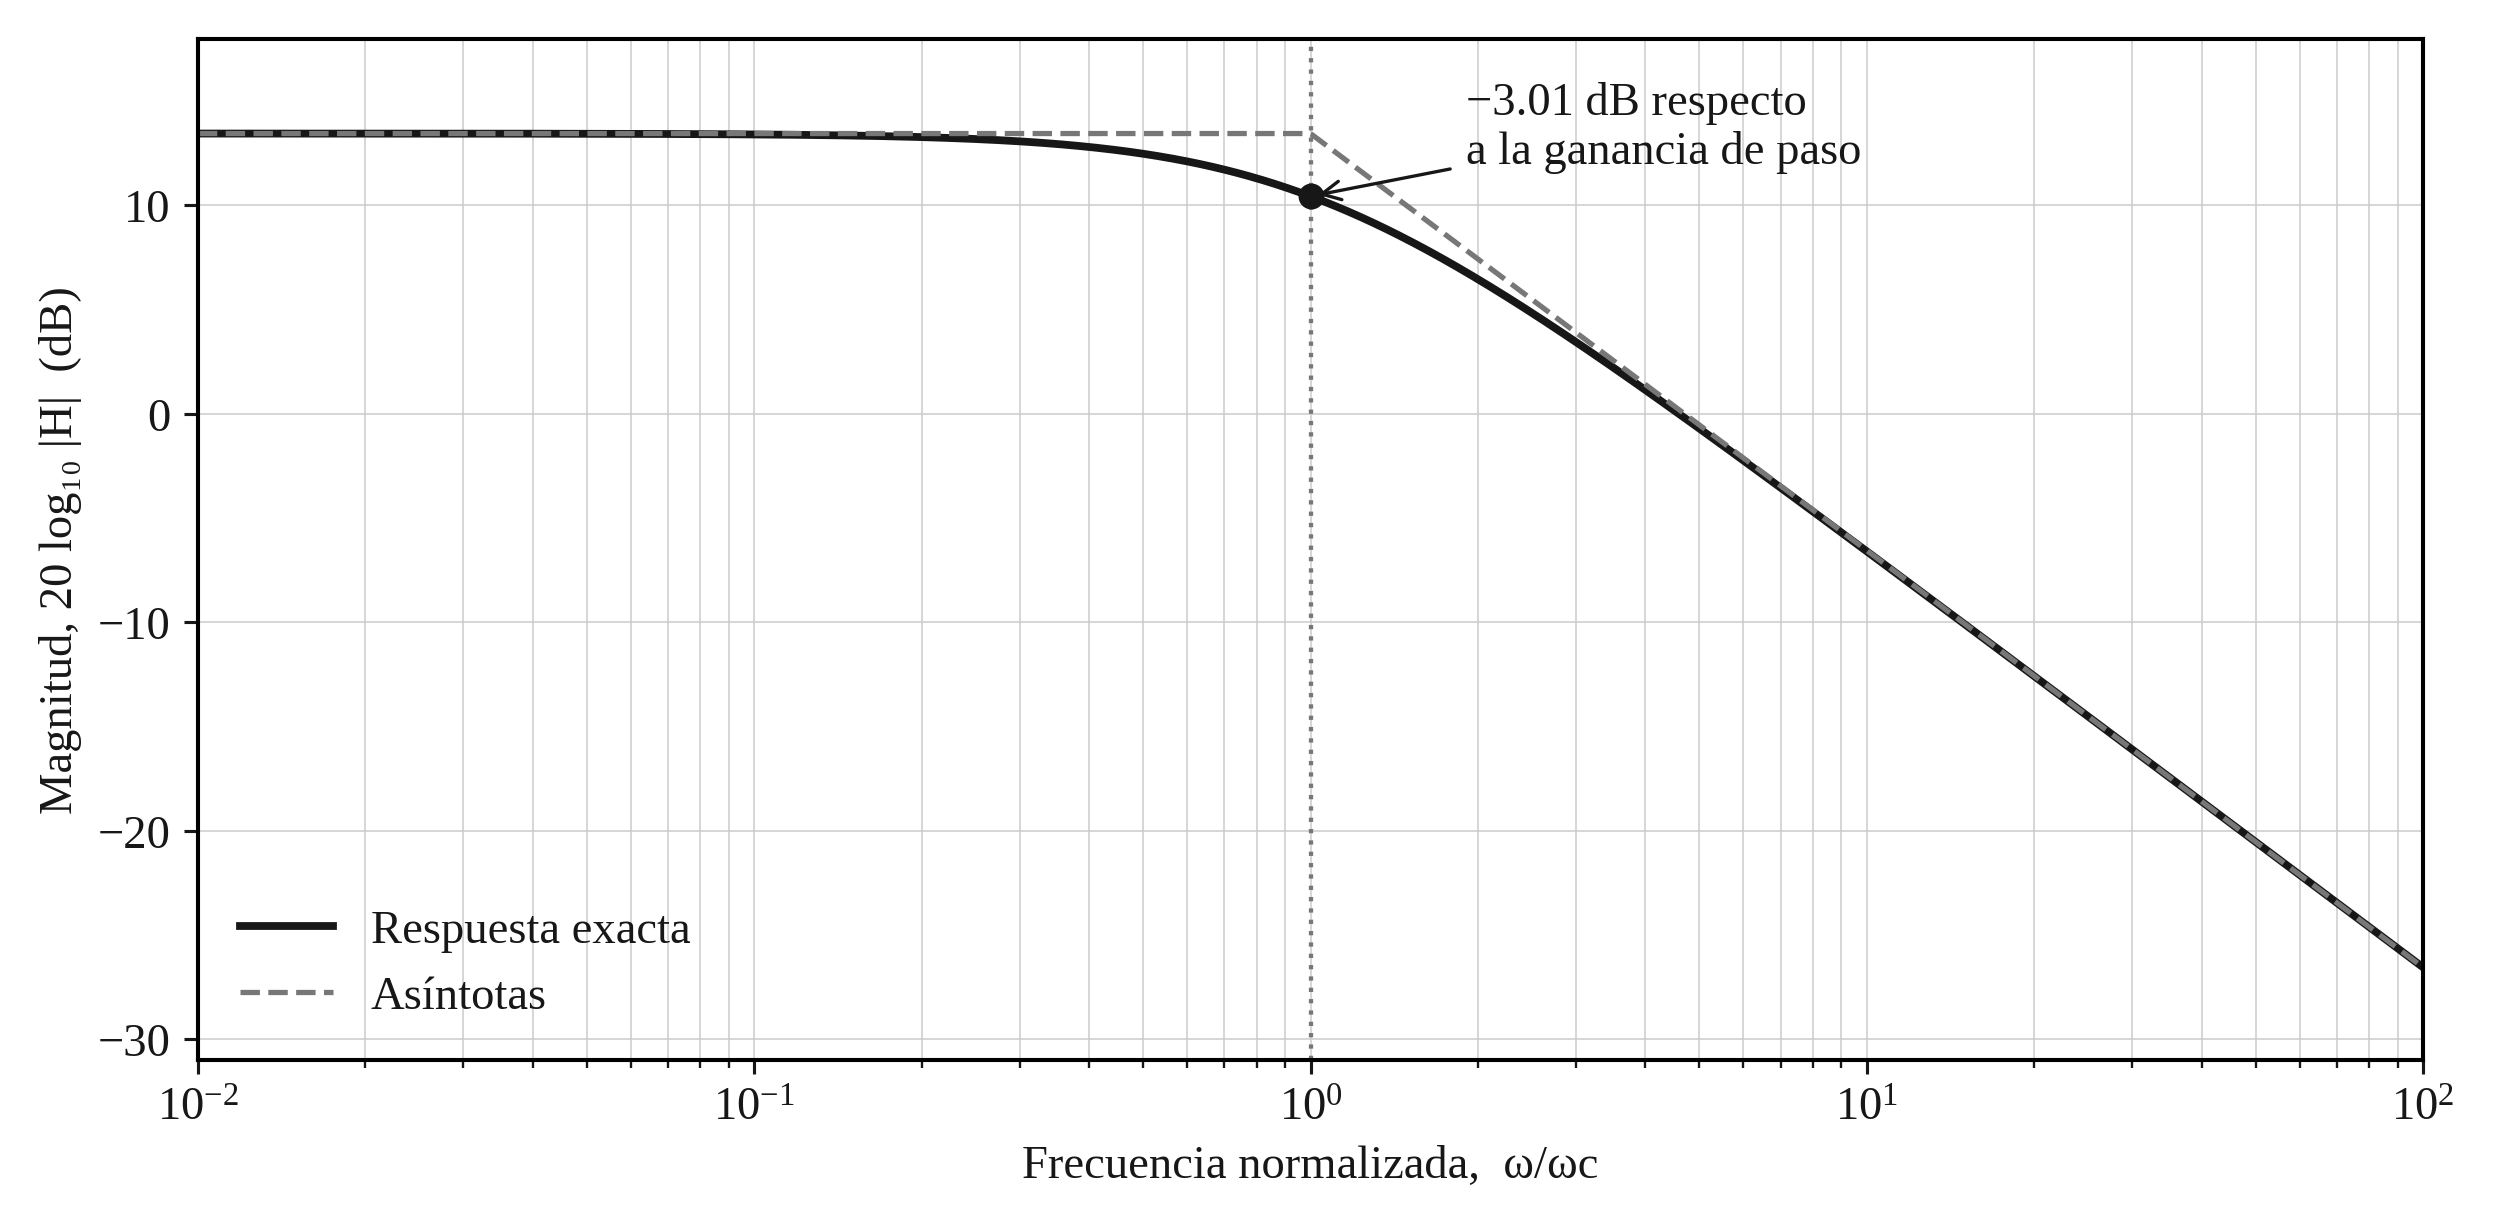 −3.01 dB respecto
a la ganancia de paso
10
0
−10
−20
−30
Magnitud, 20 log₁₀ |H| (dB)
Respuesta exacta
Asíntotas
10⁻²
10⁻¹
10⁰
10¹
10²
Frecuencia normalizada, ω/ωc